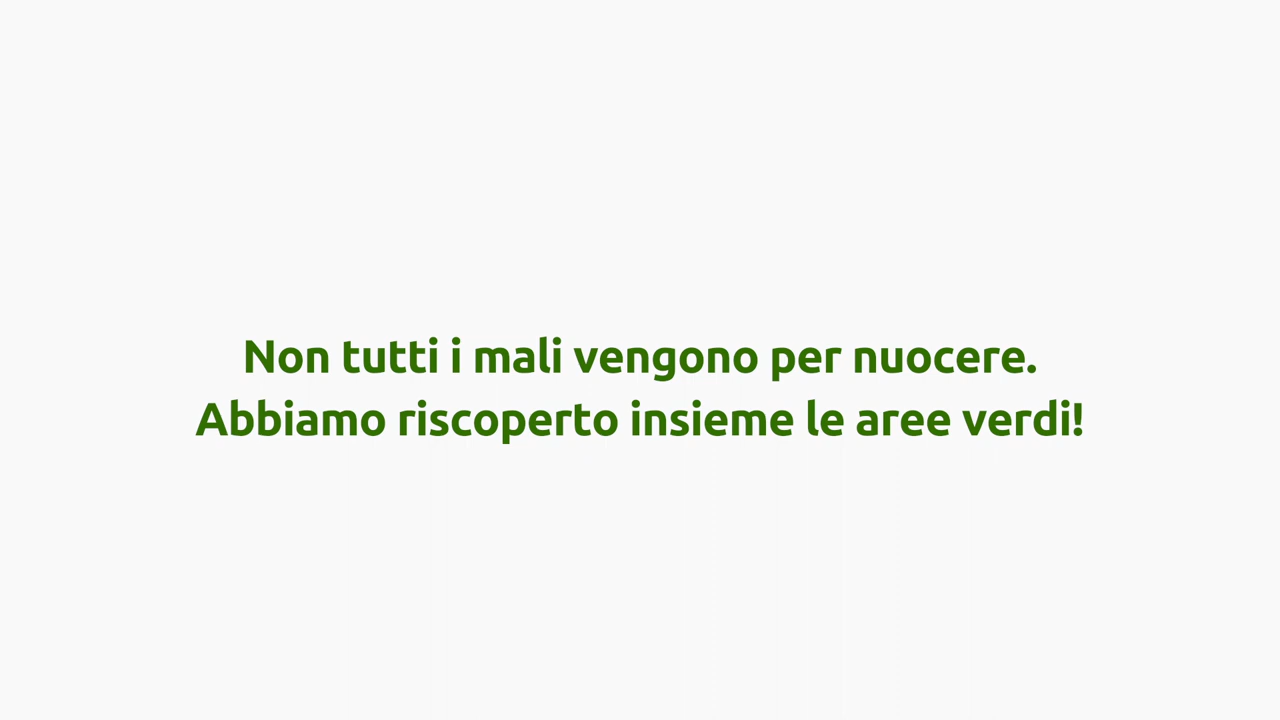 Non tutti i mali vengono per nuocere.
Abbiamo riscoperto insieme le aree verdi!